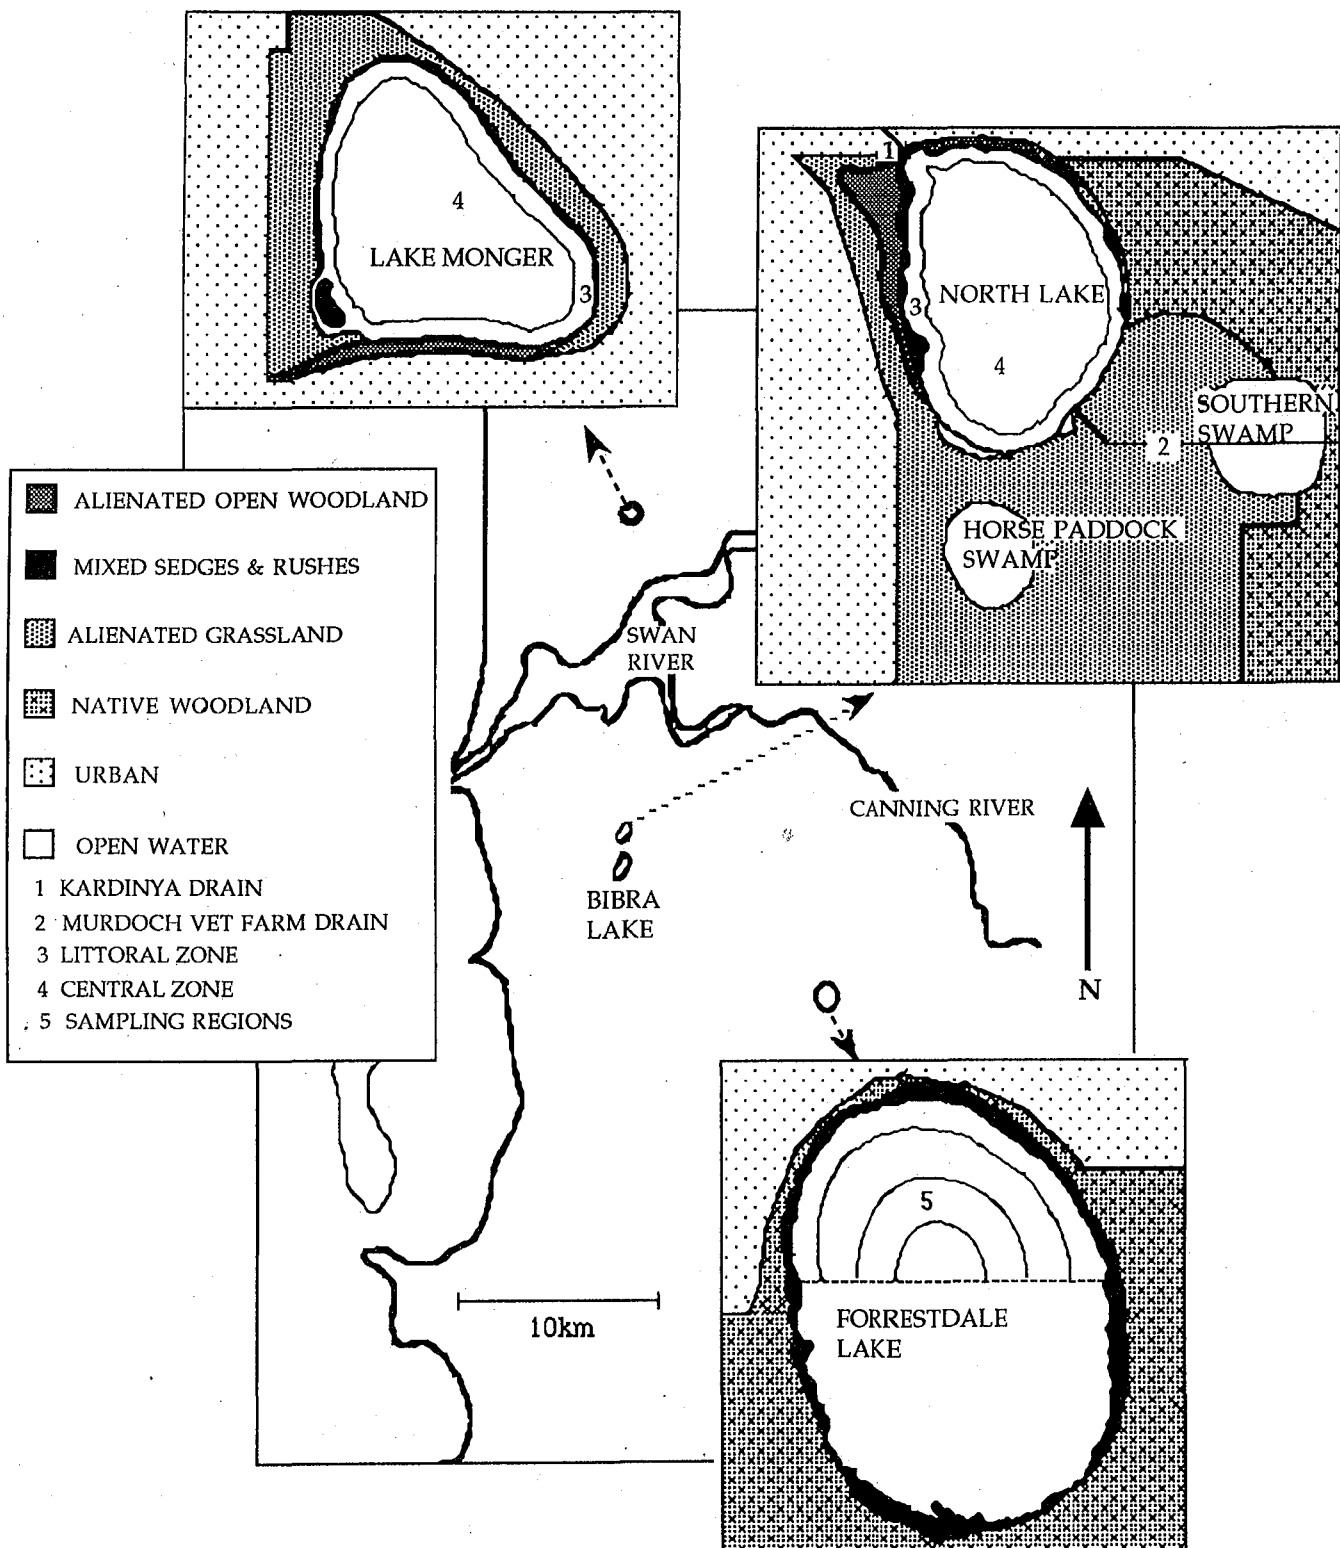 4
LAKE MONGER
3
1
NORTH LAKE
3
4
SOUTHERN
SWAMP
2
HORSE PADDOCK
SWAMP
ALIENATED OPEN WOODLAND
MIXED SEDGES & RUSHES
ALIENATED GRASSLAND
NATIVE WOODLAND
URBAN
OPEN WATER
1 KARDINYA DRAIN
2 MURDOCH VET FARM DRAIN
3 LITTORAL ZONE
4 CENTRAL ZONE
5 SAMPLING REGIONS
SWAN
RIVER
CANNING RIVER
BIBRA
LAKE
N
10km
5
FORRESTDALE
LAKE